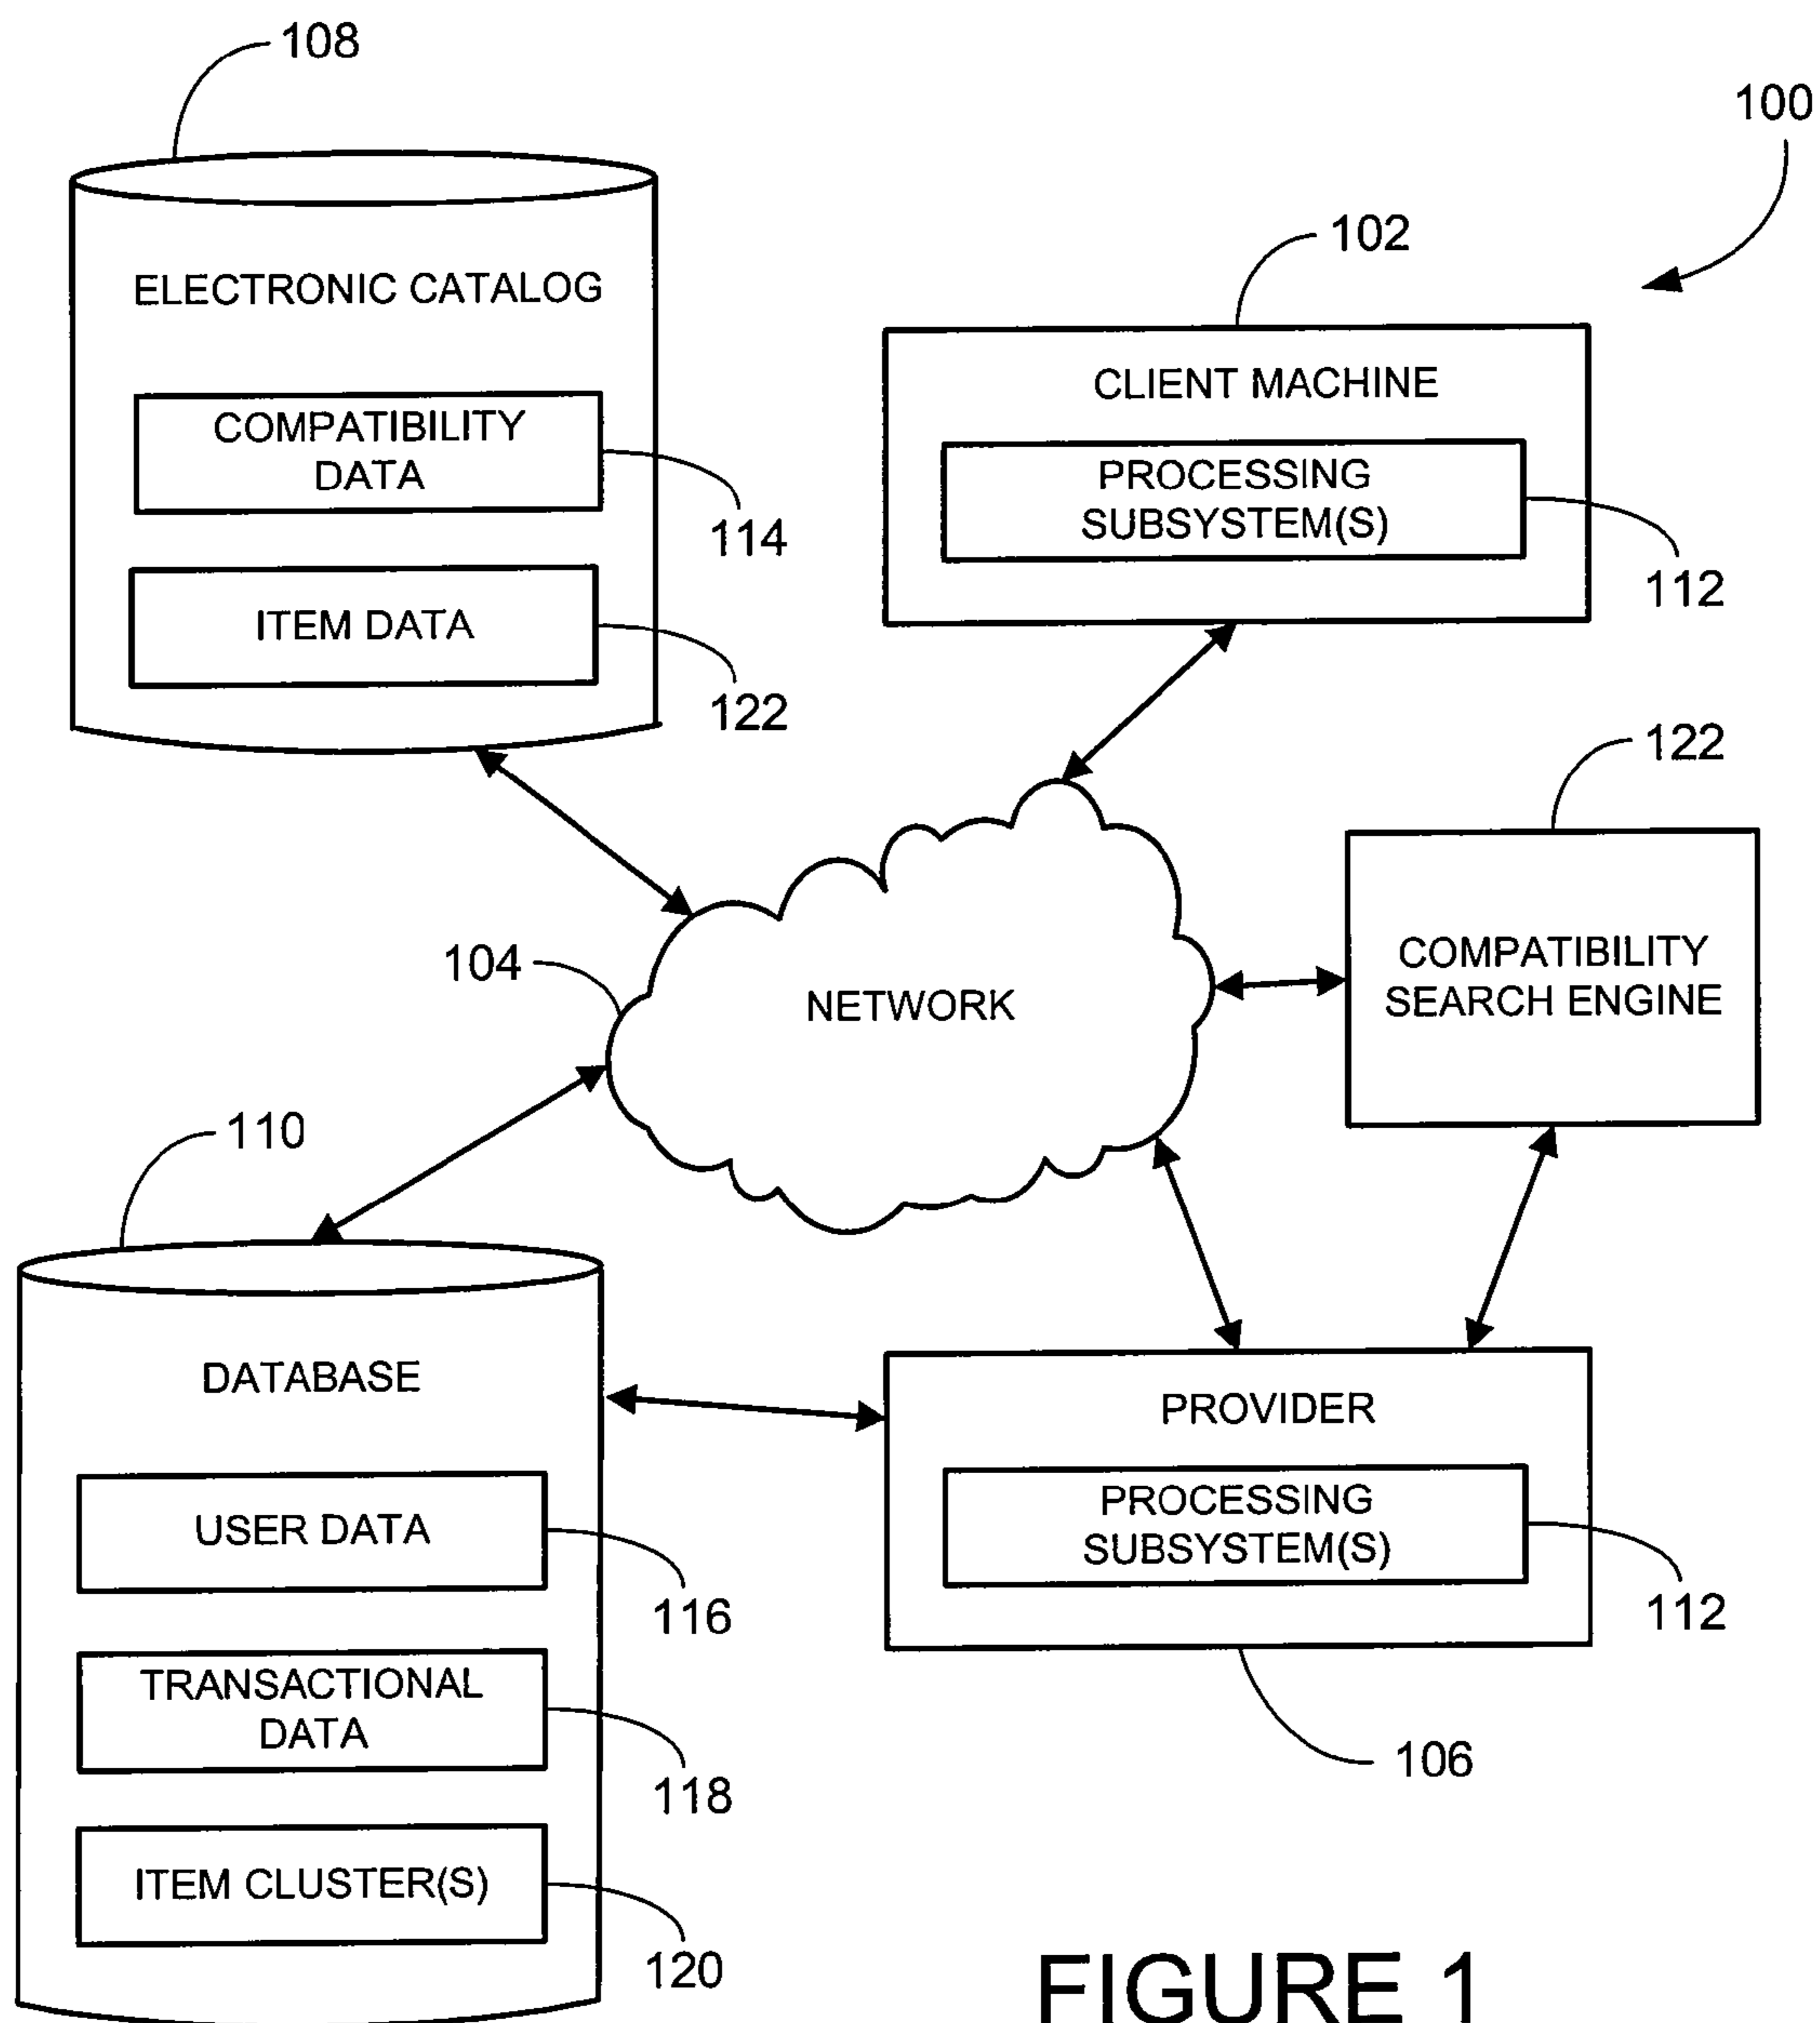 108
100
ELECTRONIC CATALOG
COMPATIBILITY
DATA
114
ITEM DATA
122
102
CLIENT MACHINE
PROCESSING
SUBSYSTEM(S)
112
122
COMPATIBILITY
SEARCH ENGINE
104
NETWORK
110
DATABASE
USER DATA
116
TRANSACTIONAL
DATA
118
ITEM CLUSTER(S)
120
PROVIDER
PROCESSING
SUBSYSTEM(S)
112
106
FIGURE 1